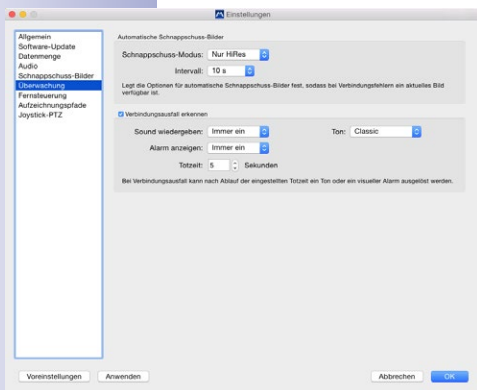 Einstellungen
Allgemein
Software-Update
Datenmenge
Audio
Schnappschuss-Bilder
Überwachung
Fernsteuerung
Aufzeichnungspfade
Joystick-PTZ
Automatische Schnappschuss-Bilder
Schnappschuss-Modus: Nur HiRes
Intervall: 10 s
Legt die Optionen für automatische Schnappschuss-Bilder fest, sodass bei Verbindungsfehlern ein aktuelles Bild
verfügbar ist.
Verbindungsausfall erkennen
Sound wiedergeben: Immer ein Ton: Classic
Alarm anzeigen: Immer ein
Totzeit: 5 Sekunden
Bei Verbindungsausfall kann nach Ablauf der eingestellten Totzeit ein Ton oder ein visueller Alarm ausgelöst werden.
Voreinstellungen Anwenden Abbrechen OK